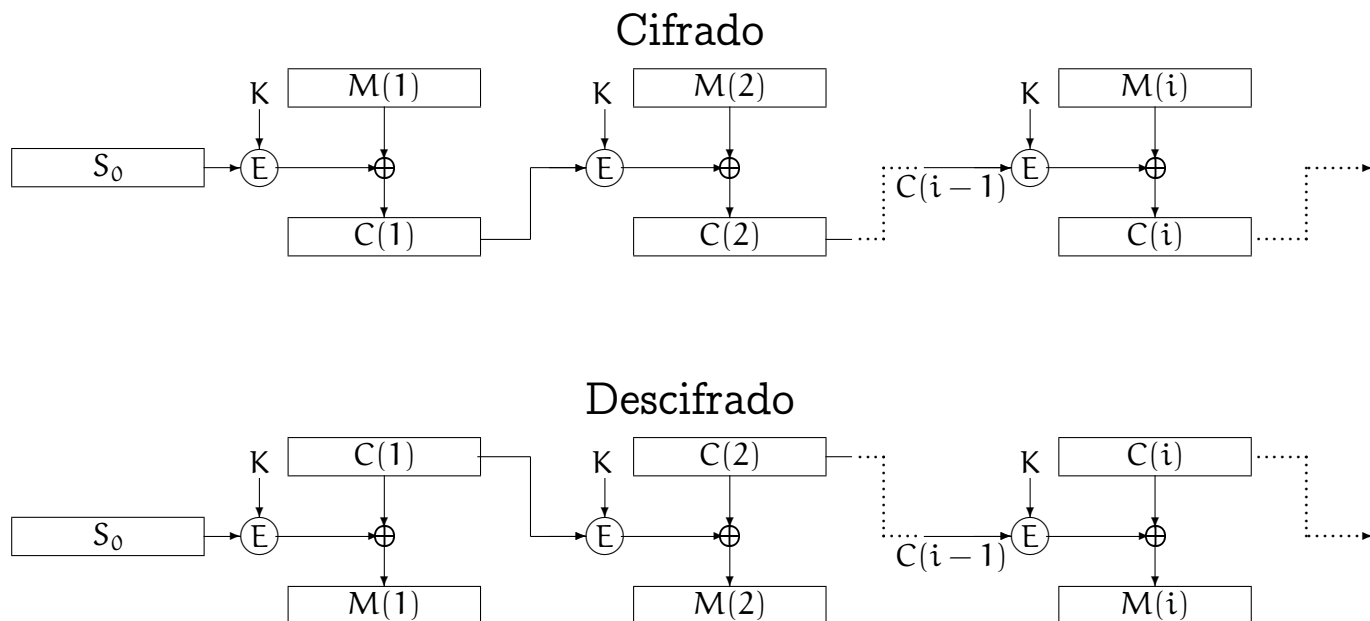 Cifrado
K M(1) K M(2) K M(i)
S₀ E ⊕ E ⊕ E ⊕
C(i − 1)
C(1) C(2) C(i)
Descifrado
K C(1) K C(2) K C(i)
S₀ E ⊕ E ⊕ E ⊕
C(i − 1)
M(1) M(2) M(i)